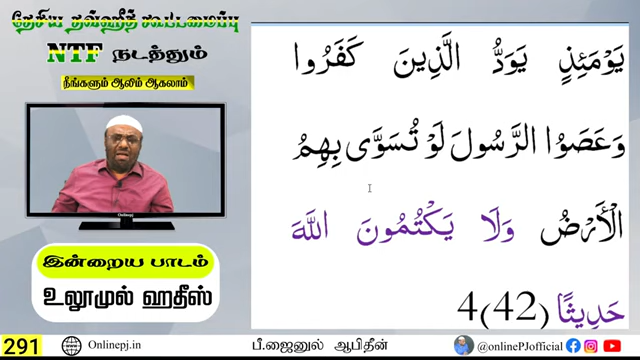 தேசிய தவ்ஹீத் கூட்டமைப்பு
NTF நடத்தும்
நீங்களும் ஆலிம் ஆகலாம்
Onlinepj
இன்றைய பாடம்
உலூமுல் ஹதீஸ்
يَوْمَئِذٍ يَوَدُّ الَّذِينَ كَفَرُوا
وَعَصَوُا الرَّسُولَ لَوْ تُسَوَّى بِهِمُ
الْأَرْضُ وَلَا يَكْتُمُونَ اللَّهَ
حَدِيثًا (42)4
291 Onlinepj.in பீ.ஜைனுல் ஆபிதீன் @onlinePJofficial